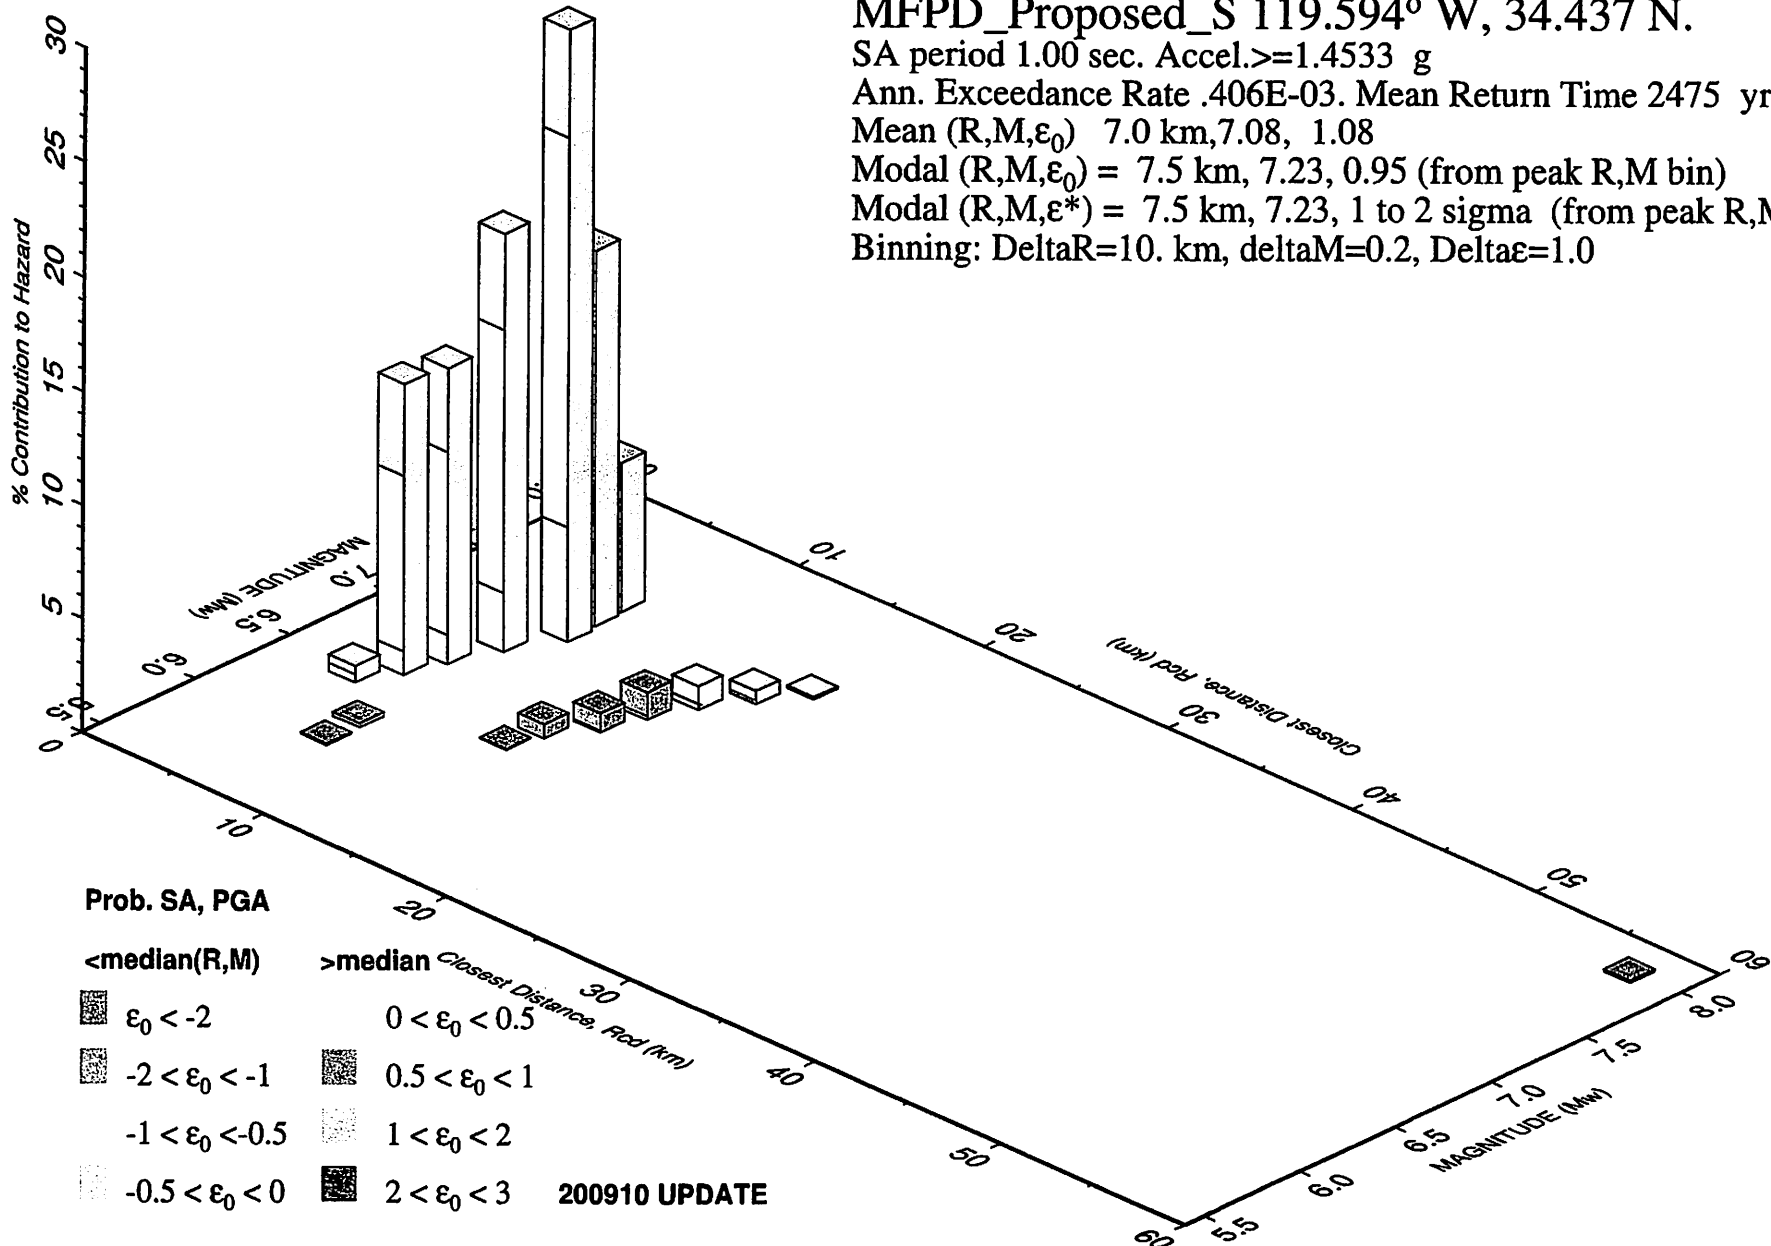 MFPD_Proposed_S 119.594° W, 34.437 N.
SA period 1.00 sec. Accel.>=1.4533 g
Ann. Exceedance Rate .406E-03. Mean Return Time 2475 yr
Mean (R,M,ε0) 7.0 km,7.08, 1.08
Modal (R,M,ε0) = 7.5 km, 7.23, 0.95 (from peak R,M bin)
Modal (R,M,ε*) = 7.5 km, 7.23, 1 to 2 sigma (from peak R,M
Binning: DeltaR=10. km, deltaM=0.2, Deltaε=1.0
% Contribution to Hazard
30
25
20
15
10
5
0
MAGNITUDE (Mw)
5.5
6.0
6.5
7.0
10
20
30
40
50
60
Closest Distance, Rcd (km)
10
20
30
40
50
60
Closest Distance, Rcd (km)
5.5
6.0
6.5
7.0
7.5
8.0
MAGNITUDE (Mw)
Prob. SA, PGA
<median(R,M) >median
ε0 < -2 0 < ε0 < 0.5
-2 < ε0 < -1 0.5 < ε0 < 1
-1 < ε0 <-0.5 1 < ε0 < 2
-0.5 < ε0 < 0 2 < ε0 < 3
200910 UPDATE